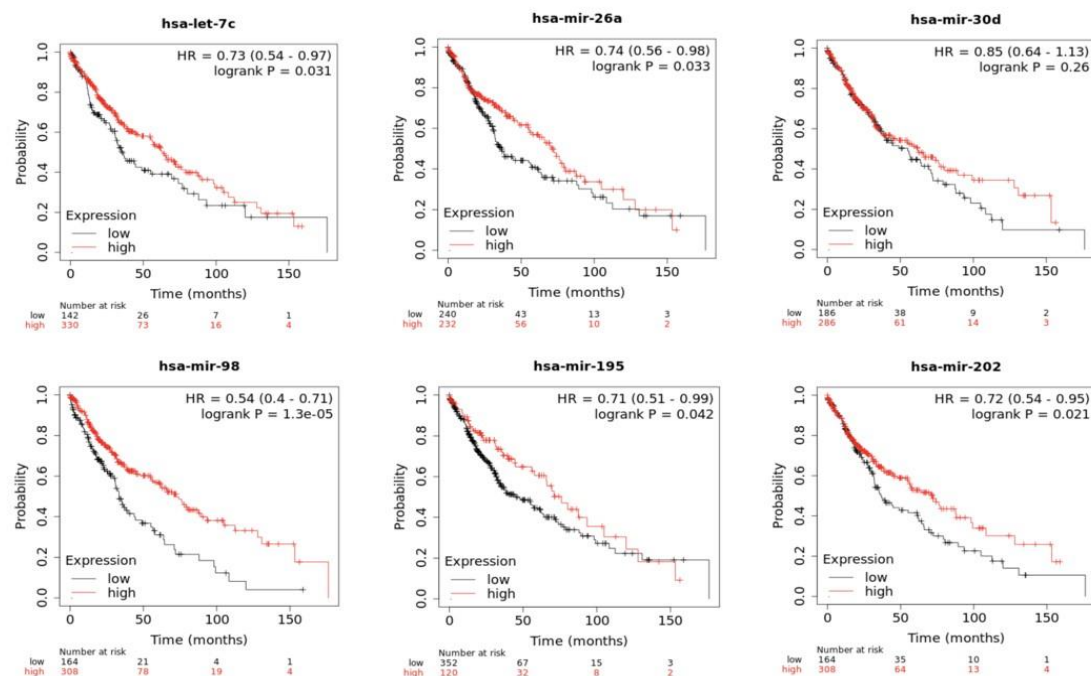 hsa-let-7c
HR = 0.73 (0.54 - 0.97)
logrank P = 0.031
Probability
0.0 0.2 0.4 0.6 0.8 1.0
Expression
low
high
0 50 100 150
Time (months)
Number at risk
low 142 26 7 1
high 330 73 16 4
hsa-mir-26a
HR = 0.74 (0.56 - 0.98)
logrank P = 0.033
Probability
0.0 0.2 0.4 0.6 0.8 1.0
Expression
low
high
0 50 100 150
Time (months)
Number at risk
low 240 43 13 3
high 232 56 10 2
hsa-mir-30d
HR = 0.85 (0.64 - 1.13)
logrank P = 0.26
Probability
0.0 0.2 0.4 0.6 0.8 1.0
Expression
low
high
0 50 100 150
Time (months)
Number at risk
low 186 38 9 2
high 286 61 14 3
hsa-mir-98
HR = 0.54 (0.4 - 0.71)
logrank P = 1.3e-05
Probability
0.0 0.2 0.4 0.6 0.8 1.0
Expression
low
high
0 50 100 150
Time (months)
Number at risk
low 164 21 4 1
high 308 78 19 4
hsa-mir-195
HR = 0.71 (0.51 - 0.99)
logrank P = 0.042
Probability
0.0 0.2 0.4 0.6 0.8 1.0
Expression
low
high
0 50 100 150
Time (months)
Number at risk
low 352 67 15 3
high 120 32 8 2
hsa-mir-202
HR = 0.72 (0.54 - 0.95)
logrank P = 0.021
Probability
0.0 0.2 0.4 0.6 0.8 1.0
Expression
low
high
0 50 100 150
Time (months)
Number at risk
low 164 35 10 1
high 308 64 13 4